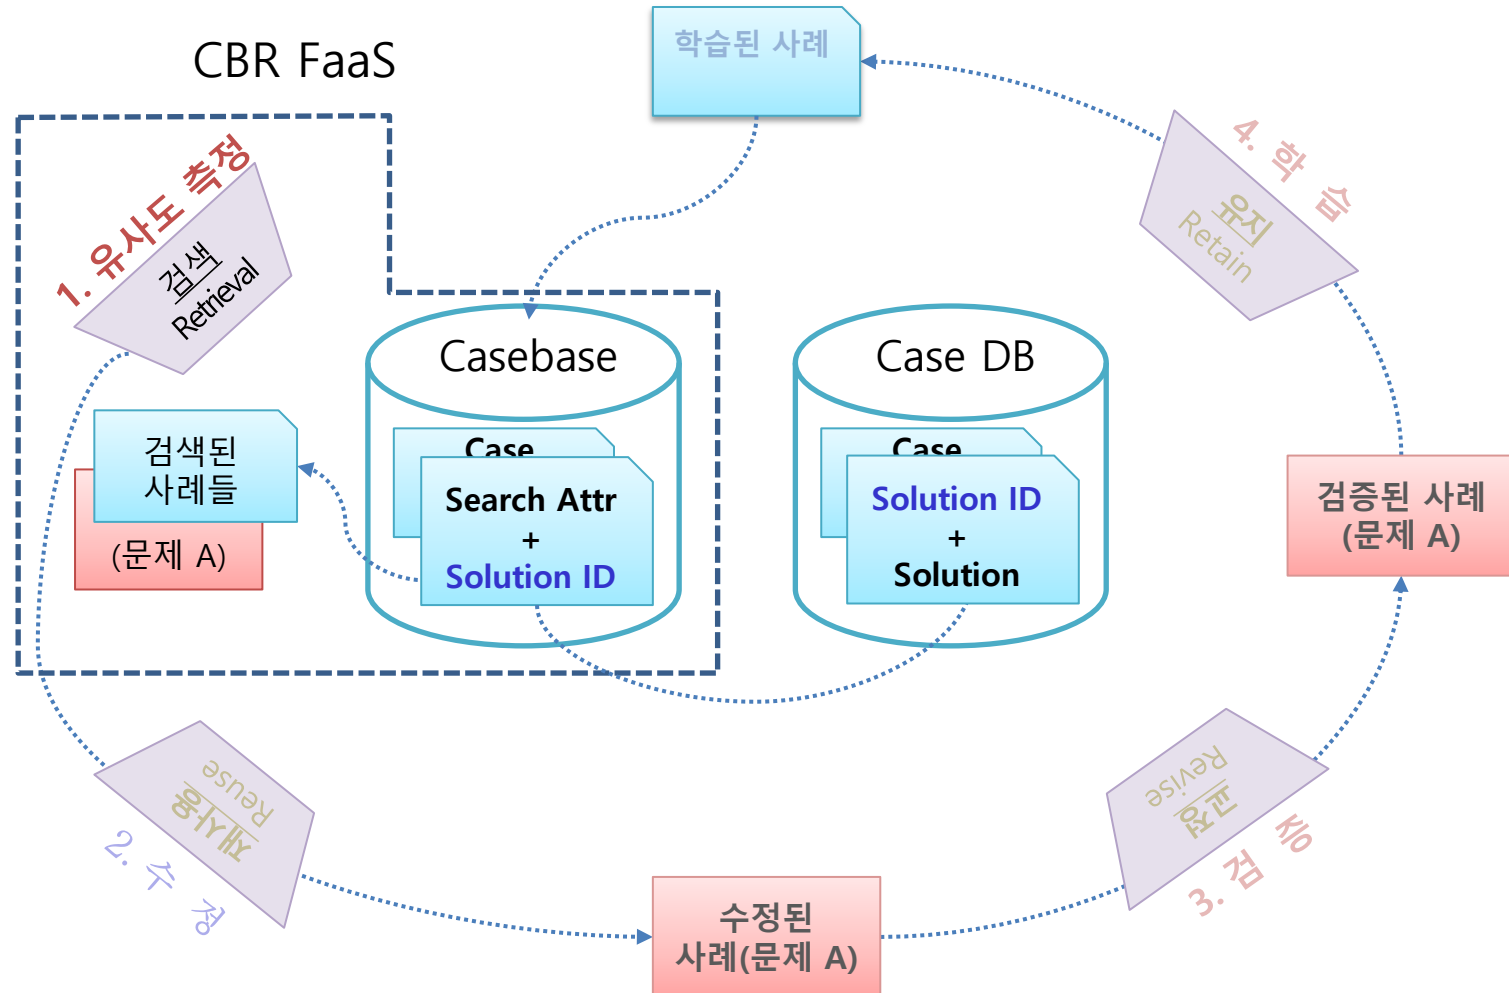 CBR FaaS
학습된 사례
1. 유사도 측정
검색
Retrieval
4. 학 습
유지
Retain
Casebase
Case
Search Attr
+
Solution ID
Case DB
Case
Solution ID
+
Solution
검색된
사례들
(문제 A)
검증된 사례
(문제 A)
재사용
Reuse
2. 수 정
교정
Revise
3. 검 증
수정된
사례(문제 A)